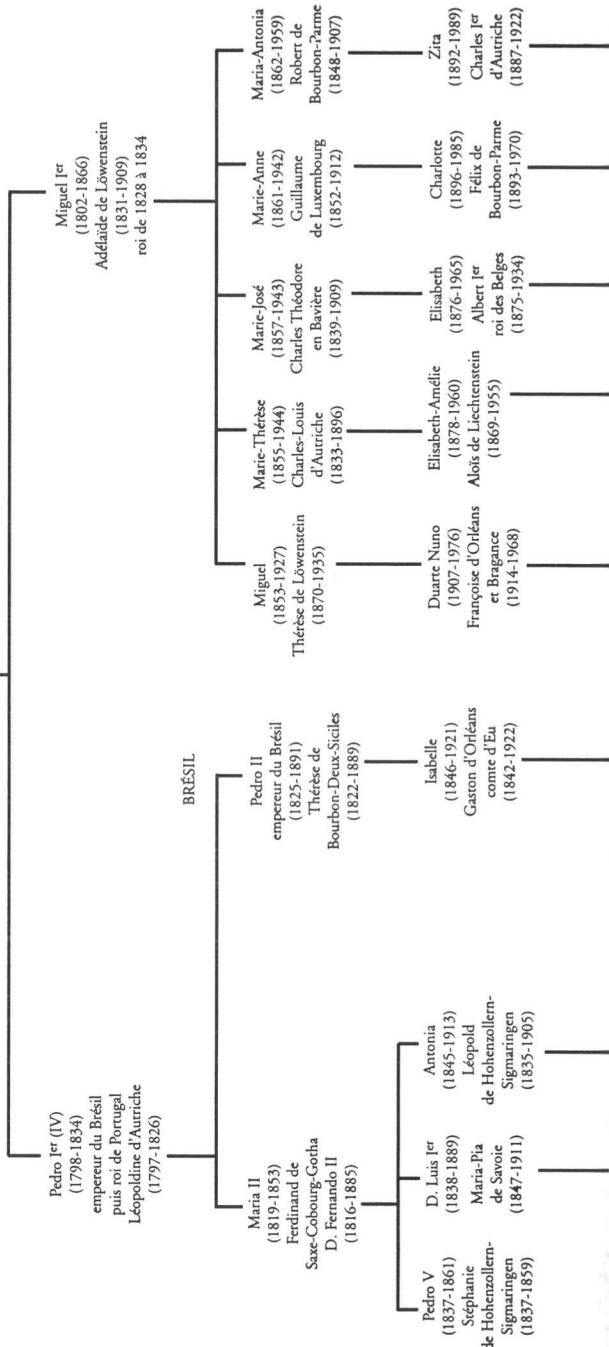 Pedro Iᵉʳ (IV)
(1798-1834)
empereur du Brésil
puis roi de Portugal
Léopoldine d'Autriche
(1797-1826)
Miguel Iᵉʳ
(1802-1866)
Adélaïde de Löwenstein
(1831-1909)
roi de 1828 à 1834
BRÉSIL
Maria II
(1819-1853)
Ferdinand de
Saxe-Cobourg-Gotha
D. Fernando II
(1816-1885)
Pedro II
empereur du Brésil
(1825-1891)
Thérèse de
Bourbon-Deux-Siciles
(1822-1889)
Miguel
(1853-1927)
Thérèse de Löwenstein
(1870-1935)
Marie-Thérèse
(1855-1944)
Charles-Louis
d'Autriche
(1833-1896)
Marie-José
(1857-1943)
Charles Théodore
en Bavière
(1839-1909)
Marie-Anne
(1861-1942)
Guillaume
de Luxembourg
(1852-1912)
Maria-Antonia
(1862-1959)
Robert de
Bourbon-Parme
(1848-1907)
Pedro V
(1837-1861)
Stéphanie
de Hohenzollern-
Sigmaringen
(1837-1859)
D. Luis Iᵉʳ
(1838-1889)
Maria-Pia
de Savoie
(1847-1911)
Antonia
(1845-1913)
Léopold
de Hohenzollern-
Sigmaringen
(1835-1905)
Isabelle
(1846-1921)
Gaston d'Orléans
comte d'Eu
(1842-1922)
Duarte Nuno
(1907-1976)
Françoise d'Orléans
et Bragance
(1914-1968)
Elisabeth-Amélie
(1878-1960)
Aloïs de Liechtenstein
(1869-1955)
Elisabeth
(1876-1965)
Albert Iᵉʳ
roi des Belges
(1875-1934)
Charlotte
(1896-1985)
Félix de
Bourbon-Parme
(1893-1970)
Zita
(1892-1989)
Charles Iᵉʳ
d'Autriche
(1887-1922)